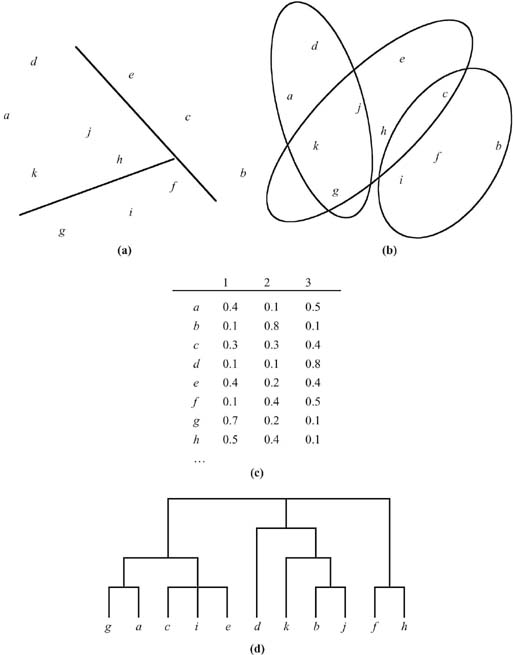 d
e
a
c
j
h
k
f
b
i
g
(a)
d
e
a
c
j
h
k
b
f
i
g
(b)
1 2 3
a 0.4 0.1 0.5
b 0.1 0.8 0.1
c 0.3 0.3 0.4
d 0.1 0.1 0.8
e 0.4 0.2 0.4
f 0.1 0.4 0.5
g 0.7 0.2 0.1
h 0.5 0.4 0.1
...
(c)
g a c i e d k b j f h
(d)